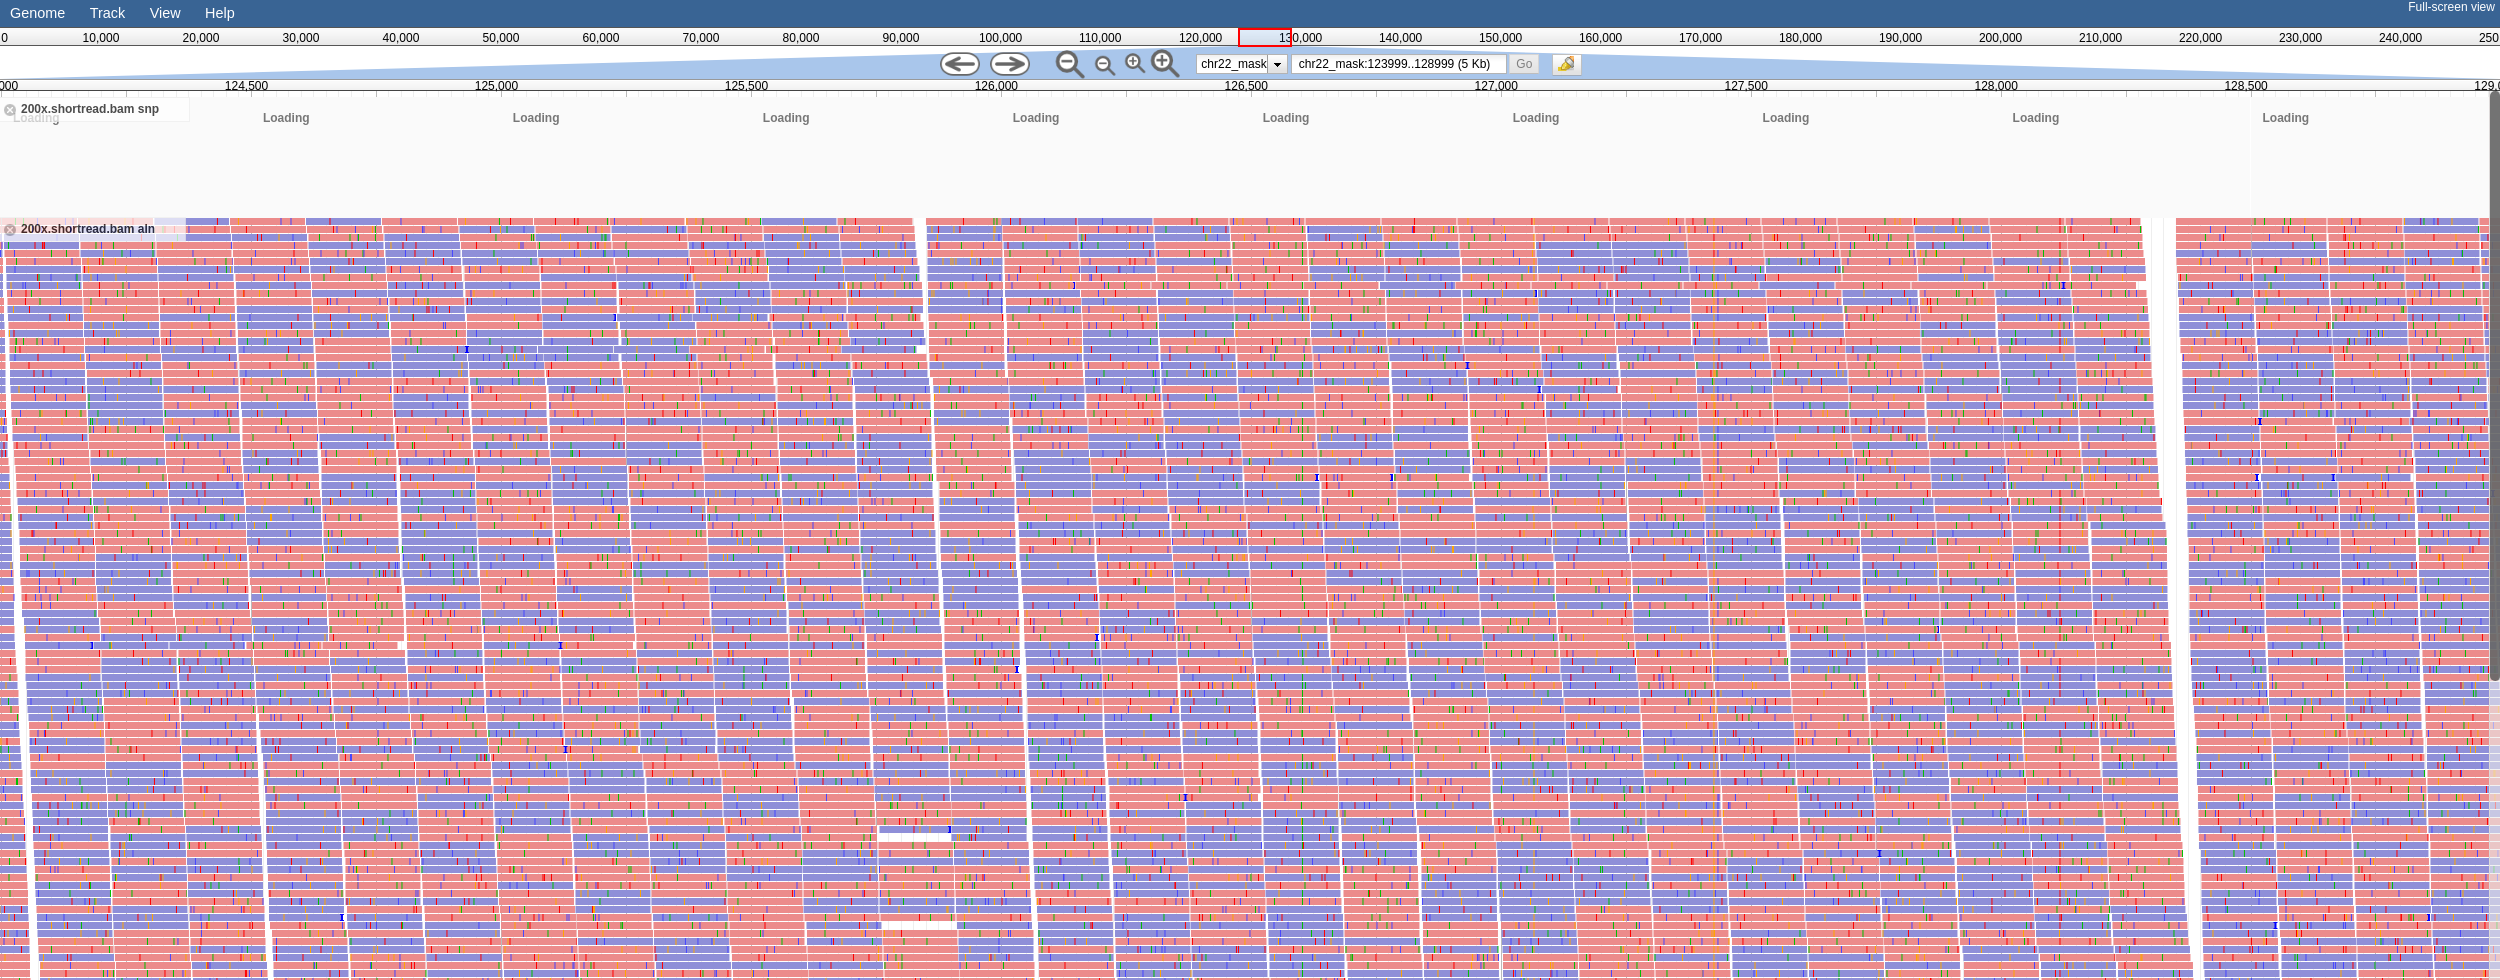 Genome Track View Help Full-screen view
0 10,000 20,000 30,000 40,000 50,000 60,000 70,000 80,000 90,000 100,000 110,000 120,000 130,000 140,000 150,000 160,000 170,000 180,000 190,000 200,000 210,000 220,000 230,000 240,000 250
chr22_mask chr22_mask:123999..128999 (5 Kb) Go
000 124,500 125,000 125,500 126,000 126,500 127,000 127,500 128,000 128,500 129,0
200x.shortread.bam snp
Loading Loading Loading Loading Loading Loading Loading Loading Loading Loading
200x.shortread.bam aln